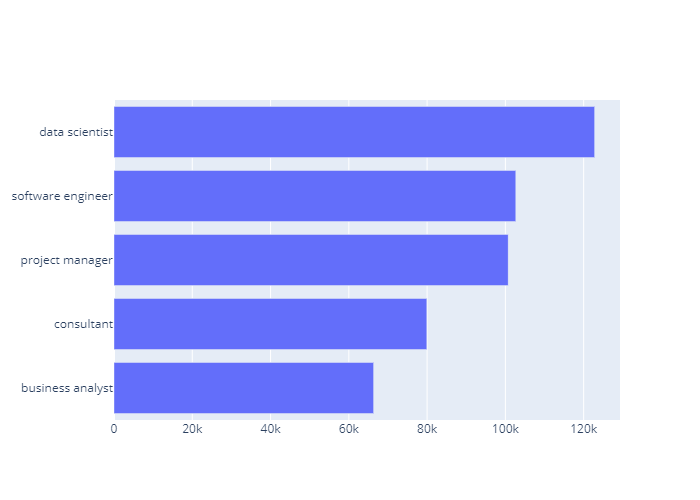 data scientist
software engineer
project manager
consultant
business analyst
0 20k 40k 60k 80k 100k 120k